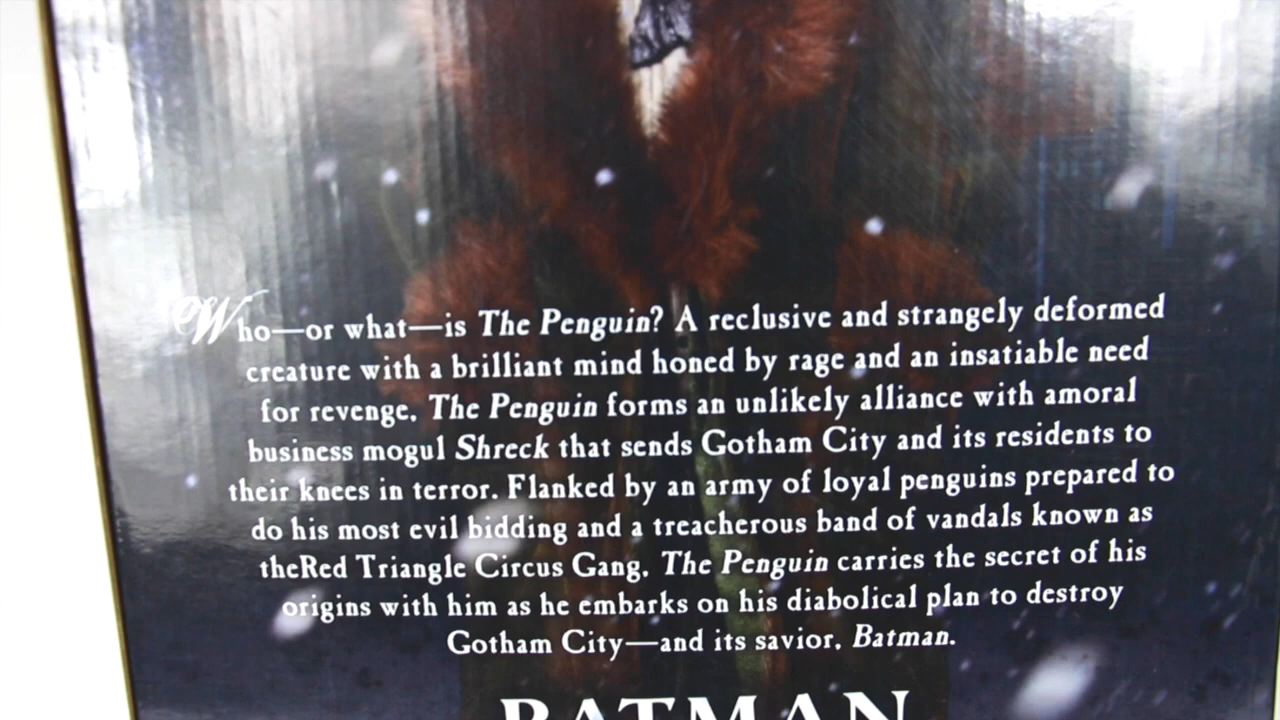 Who—or what—is The Penguin? A reclusive and strangely deformed
creature with a brilliant mind honed by rage and an insatiable need
for revenge, The Penguin forms an unlikely alliance with amoral
business mogul Shreck that sends Gotham City and its residents to
their knees in terror. Flanked by an army of loyal penguins prepared to
do his most evil bidding and a treacherous band of vandals known as
theRed Triangle Circus Gang, The Penguin carries the secret of his
origins with him as he embarks on his diabolical plan to destroy
Gotham City—and its savior, Batman.
BATMAN